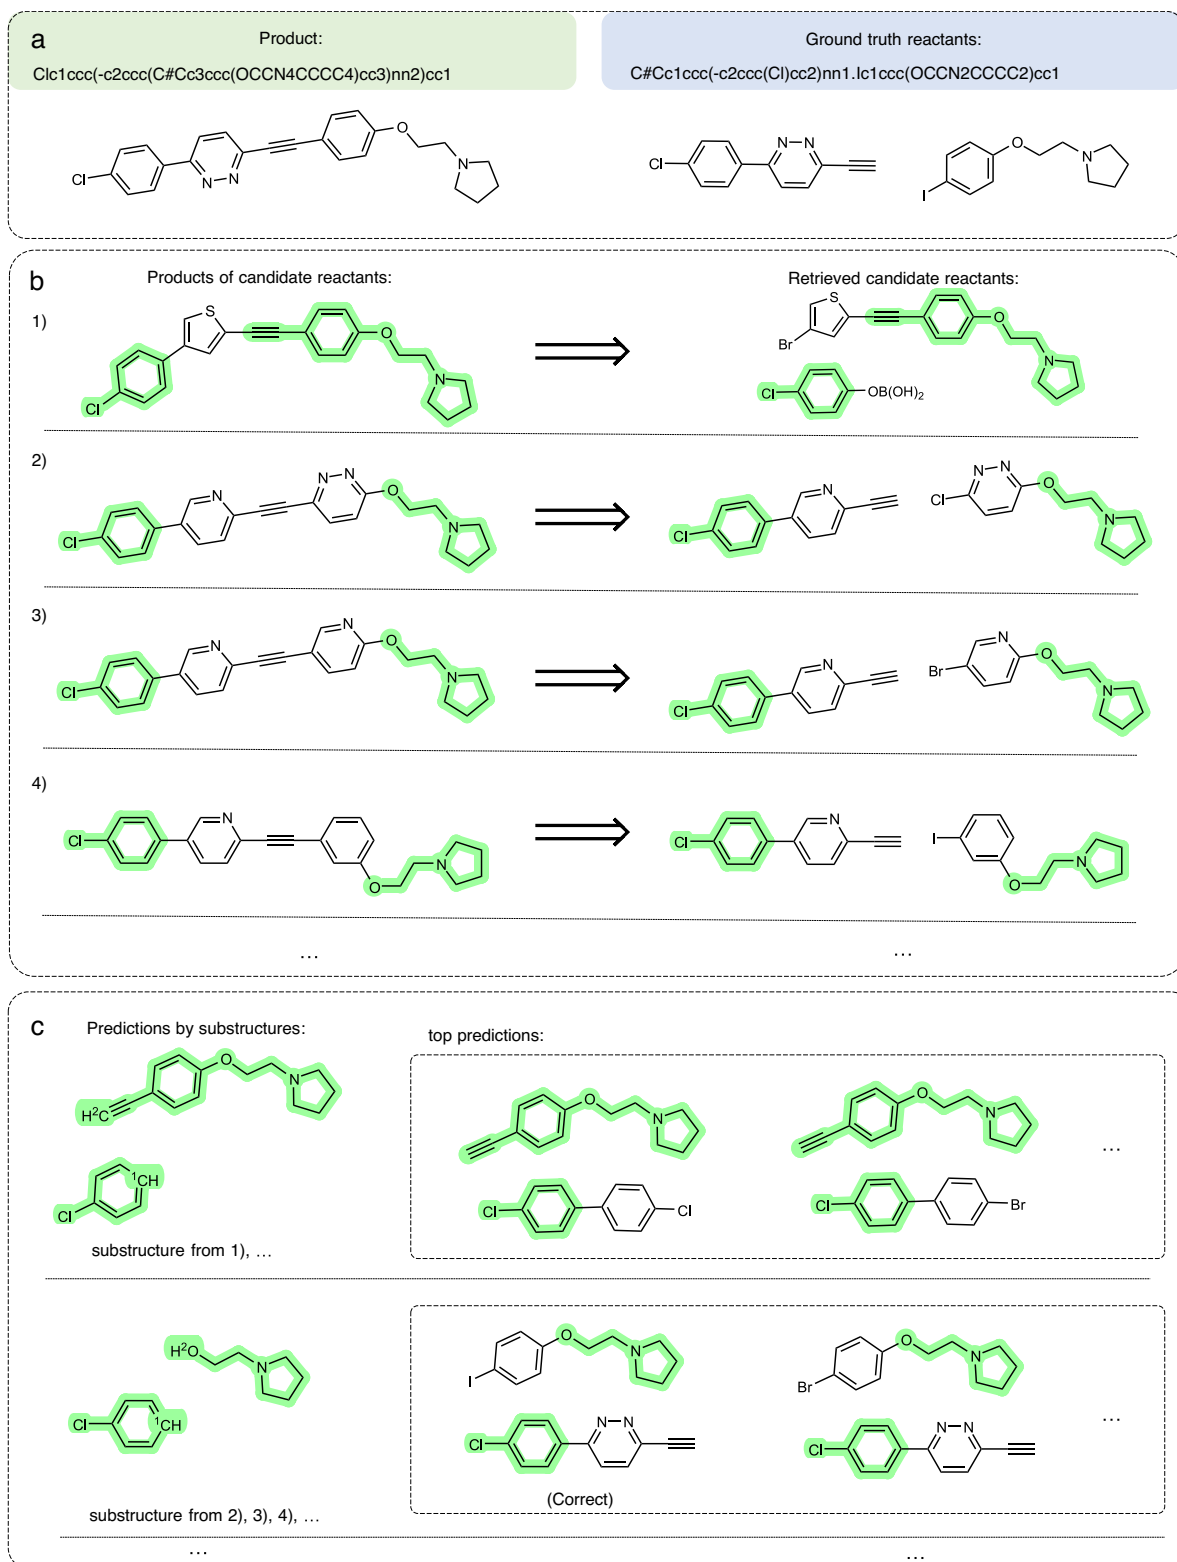 a
Product:
Clc1ccc(-c2ccc(C#Cc3ccc(OCCN4CCCC4)cc3)nn2)cc1
Ground truth reactants:
C#Cc1ccc(-c2ccc(Cl)cc2)nn1.Ic1ccc(OCCN2CCCC2)cc1
Cl N N O N
Cl N N I O N
b
Products of candidate reactants:
Retrieved candidate reactants:
1)
Cl S O N
Br S O N
Cl OB(OH)2
2)
Cl N N N O N
Cl N
Cl N N O N
3)
Cl N N O N
Cl N
Br N O N
4)
Cl N O N
Cl N
I O N
...
...
c
Predictions by substructures:
top predictions:
H²C O N
Cl ¹CH
substructure from 1), ...
O N
Cl Cl
O N
Cl Br
...
H²O N
Cl ¹CH
substructure from 2), 3), 4), ...
I O N
Cl N N
(Correct)
Br O N
Cl N N
...
...
...